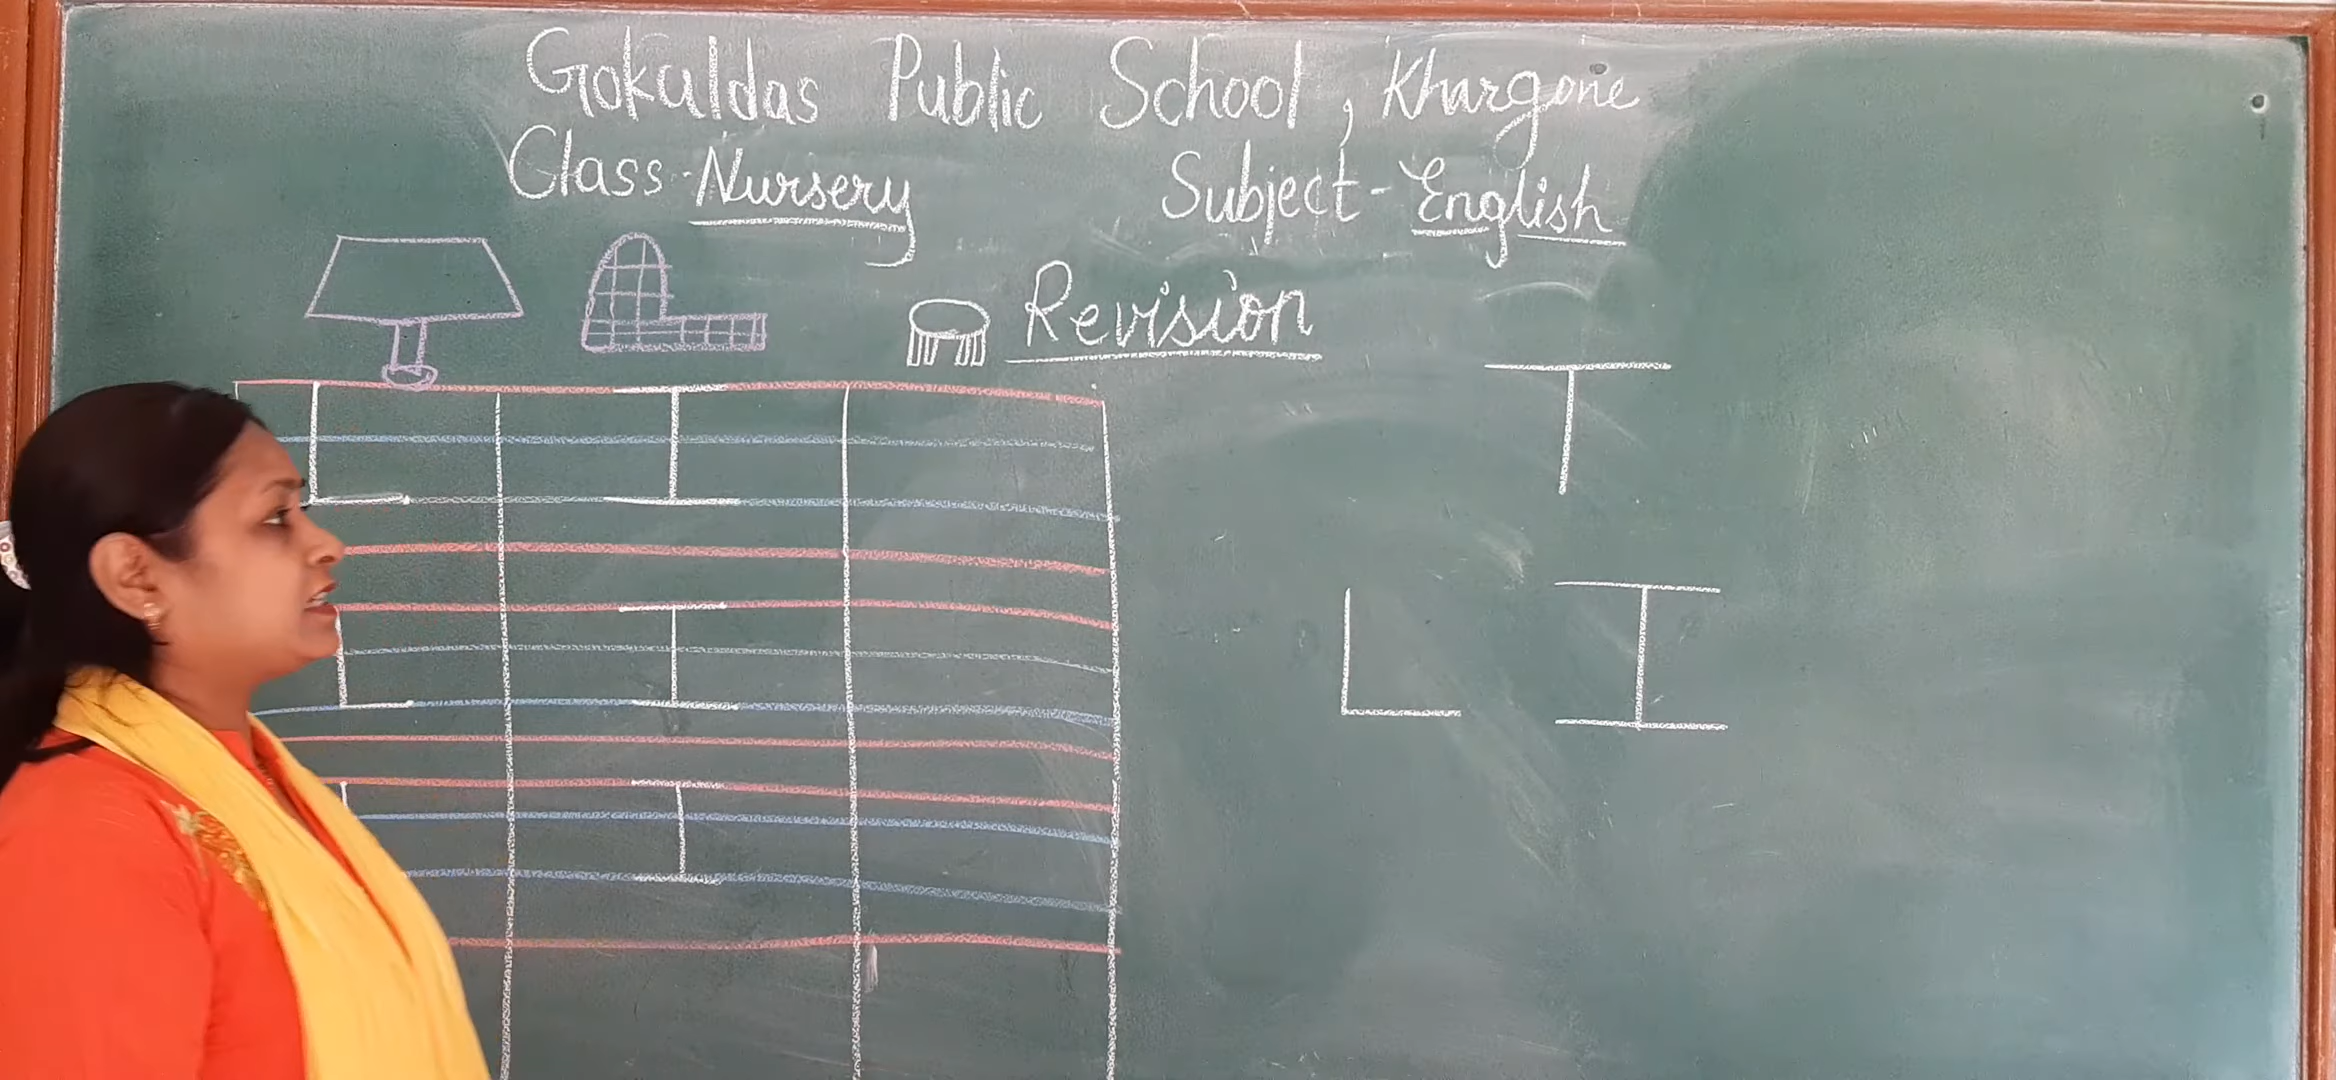 Gokuldas Public School, Khargone
Class-Nursery Subject-English
Revision
L I T
L I L I
I